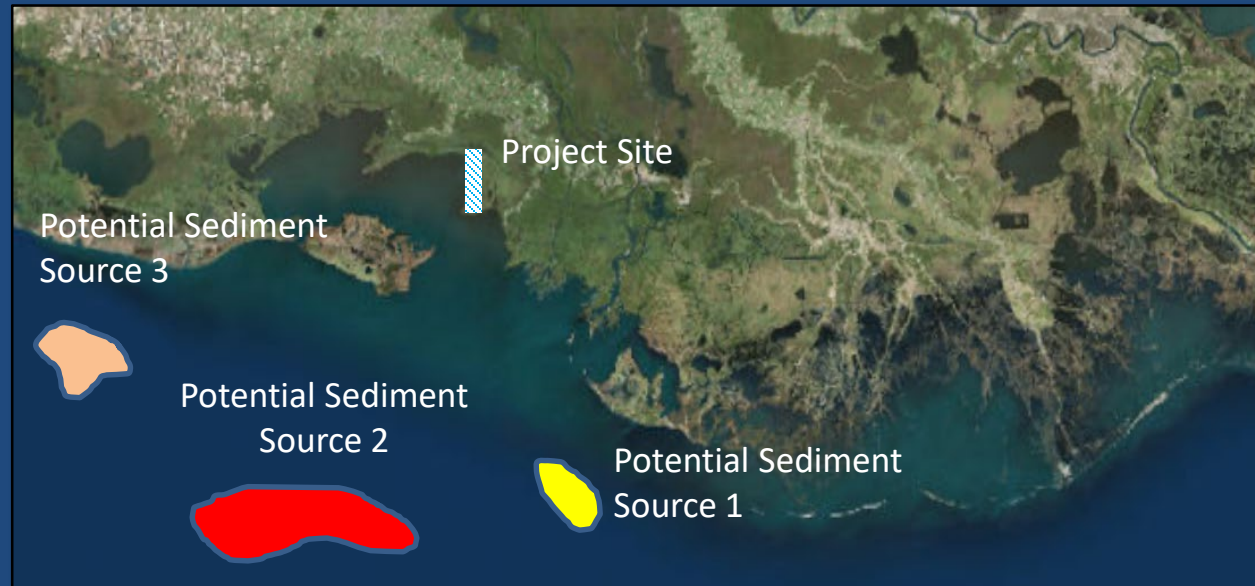 Project Site
Potential Sediment
Source 3
Potential Sediment
Source 2
Potential Sediment
Source 1